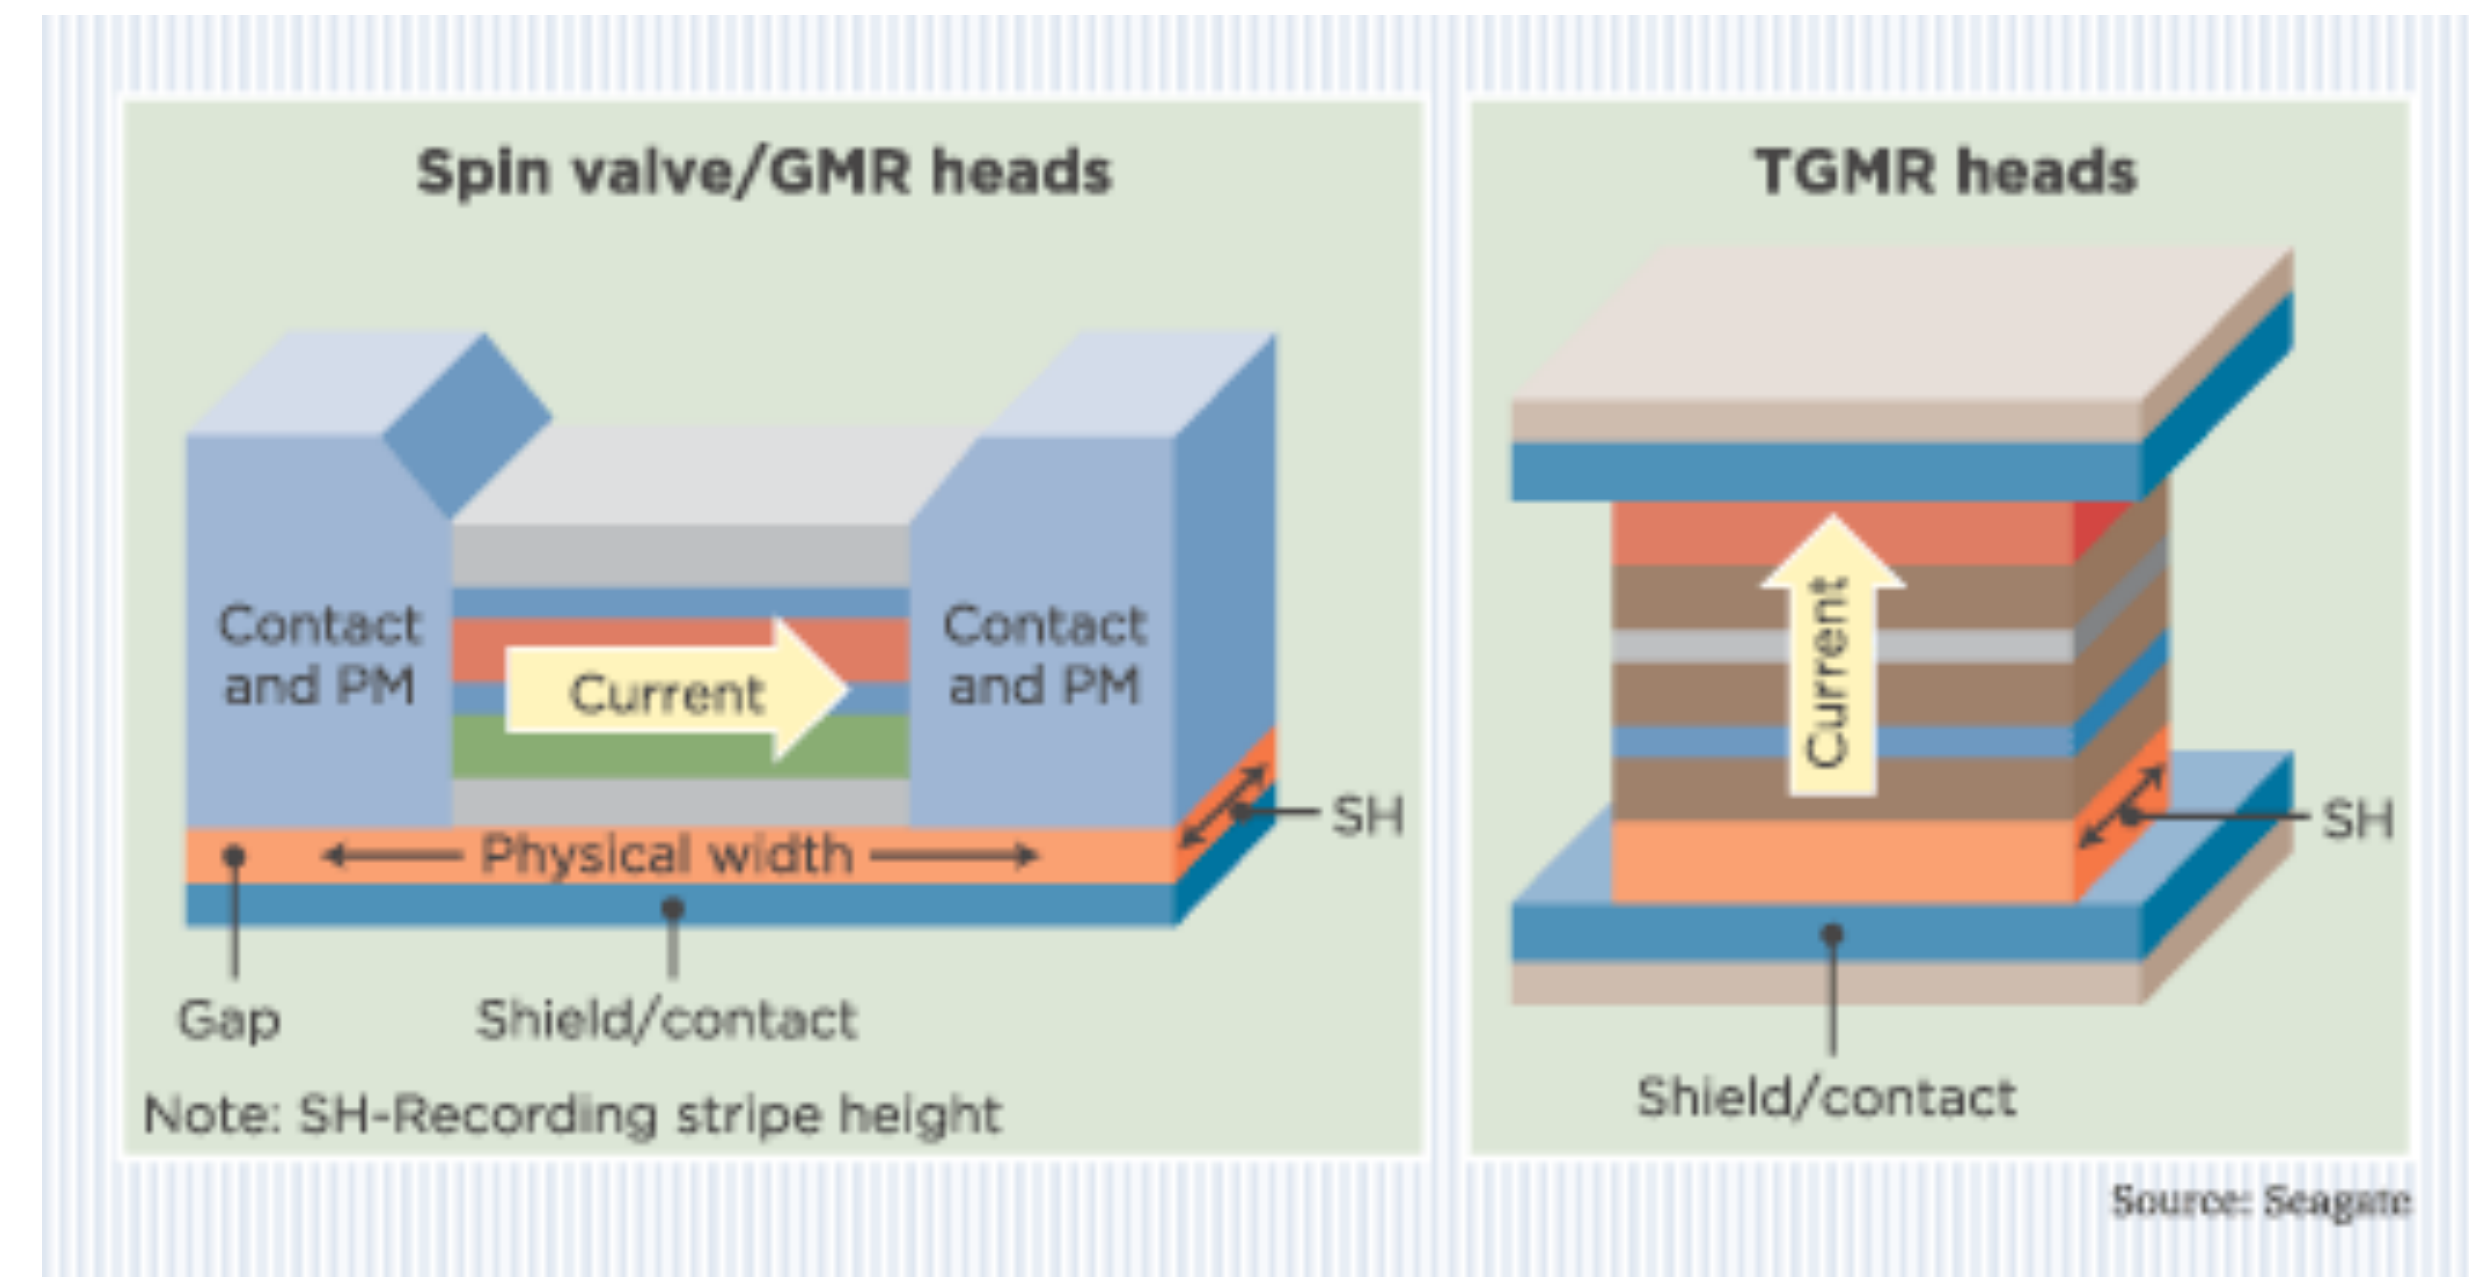 Spin valve/GMR heads
Contact
and PM
Current
Contact
and PM
SH
Physical width
Gap
Shield/contact
Note: SH-Recording stripe height
TGMR heads
Current
SH
Shield/contact
Source: Seagate